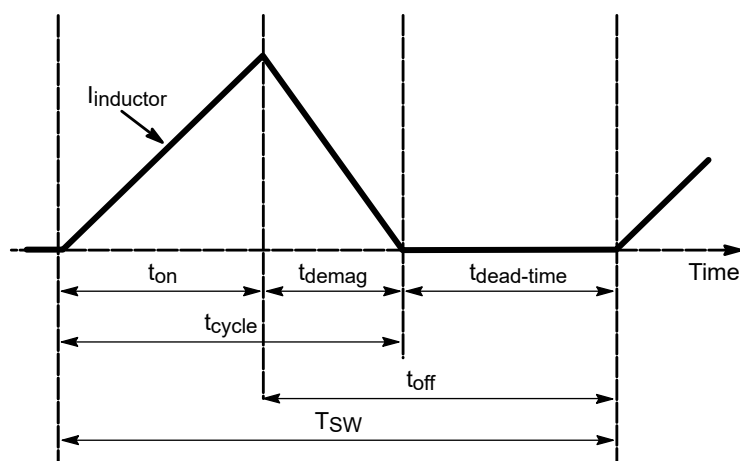 Iinductor
ton
tdemag
tdead-time
Time
tcycle
toff
TSW